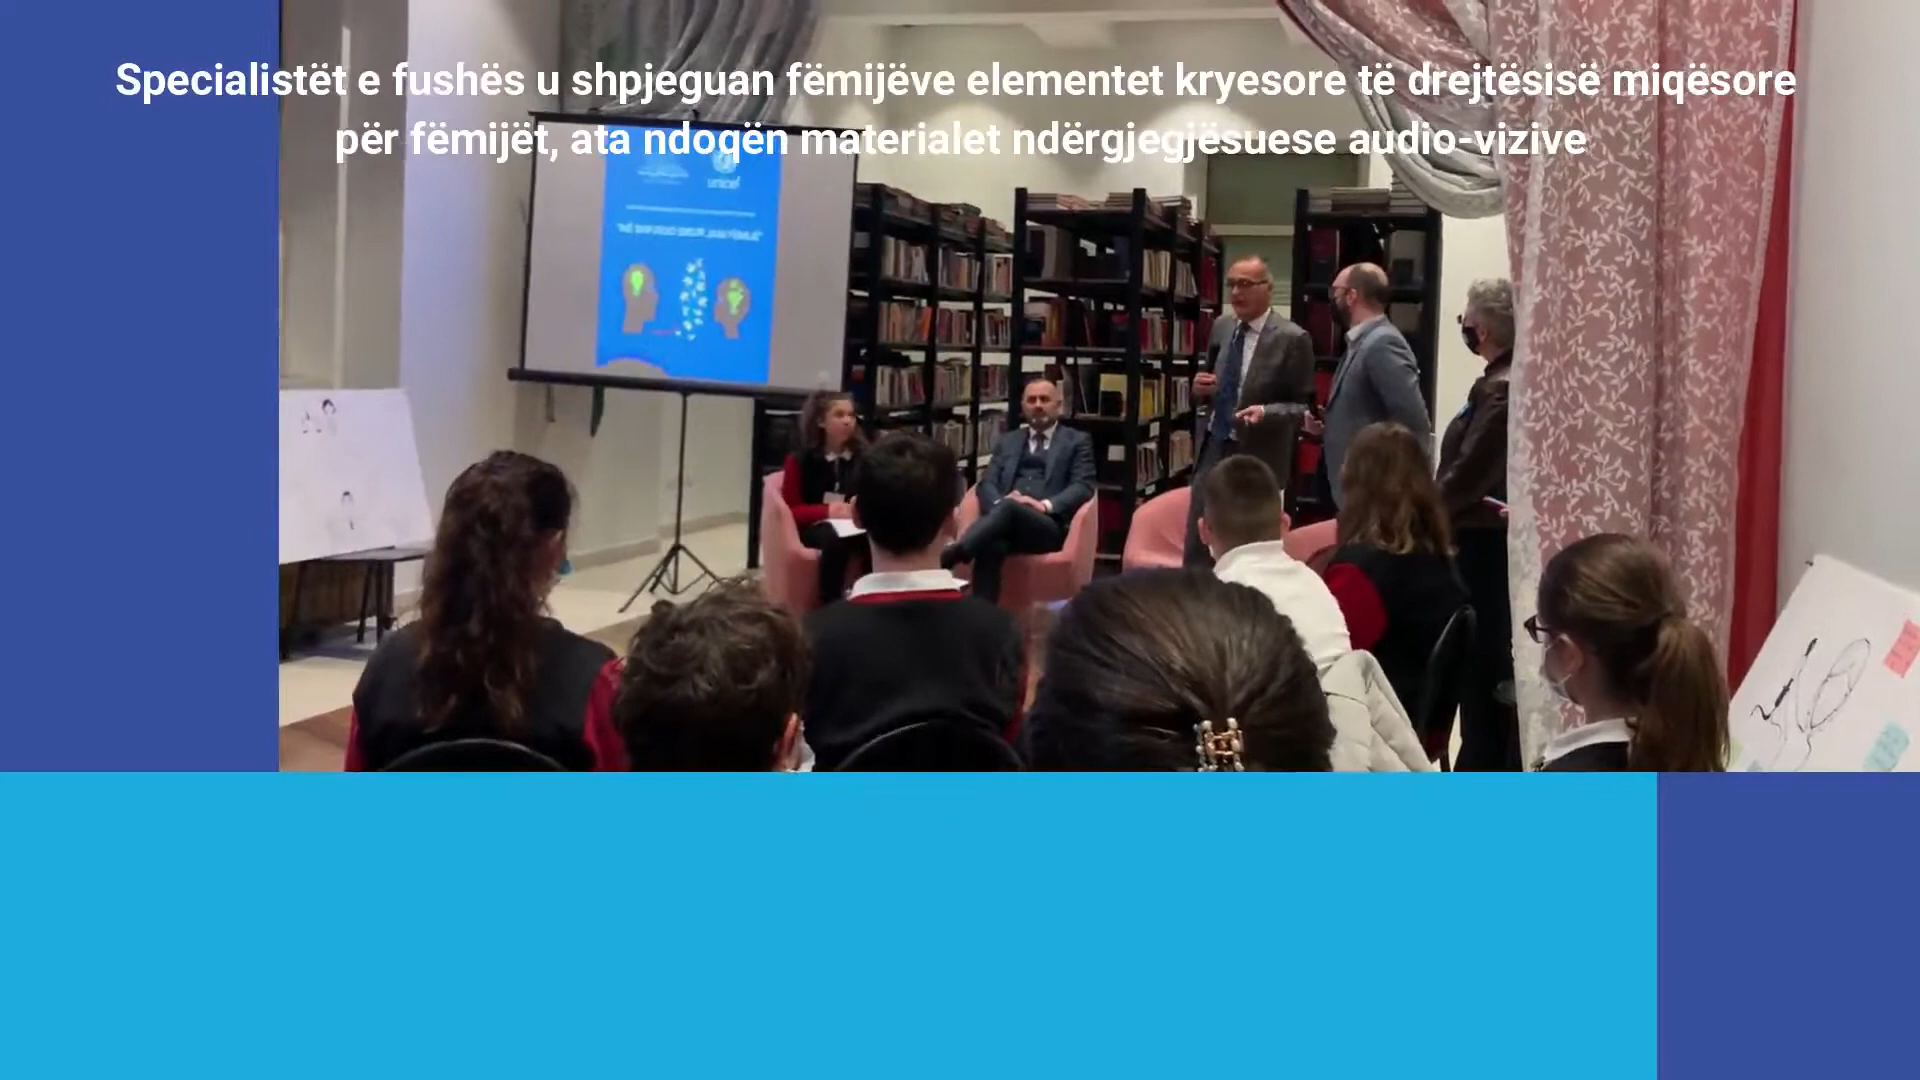 Specialistët e fushës u shpjeguan fëmijëve elementet kryesore të drejtësisë miqësore
për fëmijët, ata ndoqën materialet ndërgjegjësuese audio-vizive
unicef